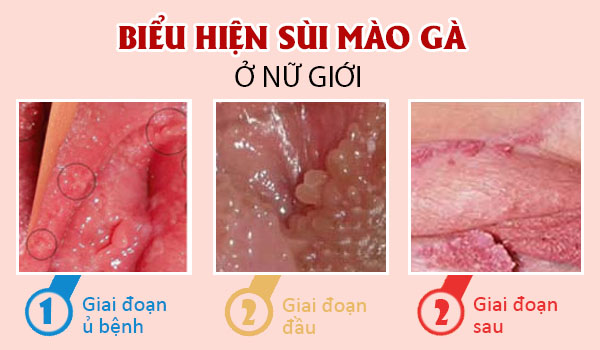 BIỂU HIỆN SÙI MÀO GÀ
Ở NỮ GIỚI
1 Giai đoạn
ủ bệnh
2 Giai đoạn
đầu
2 Giai đoạn
sau